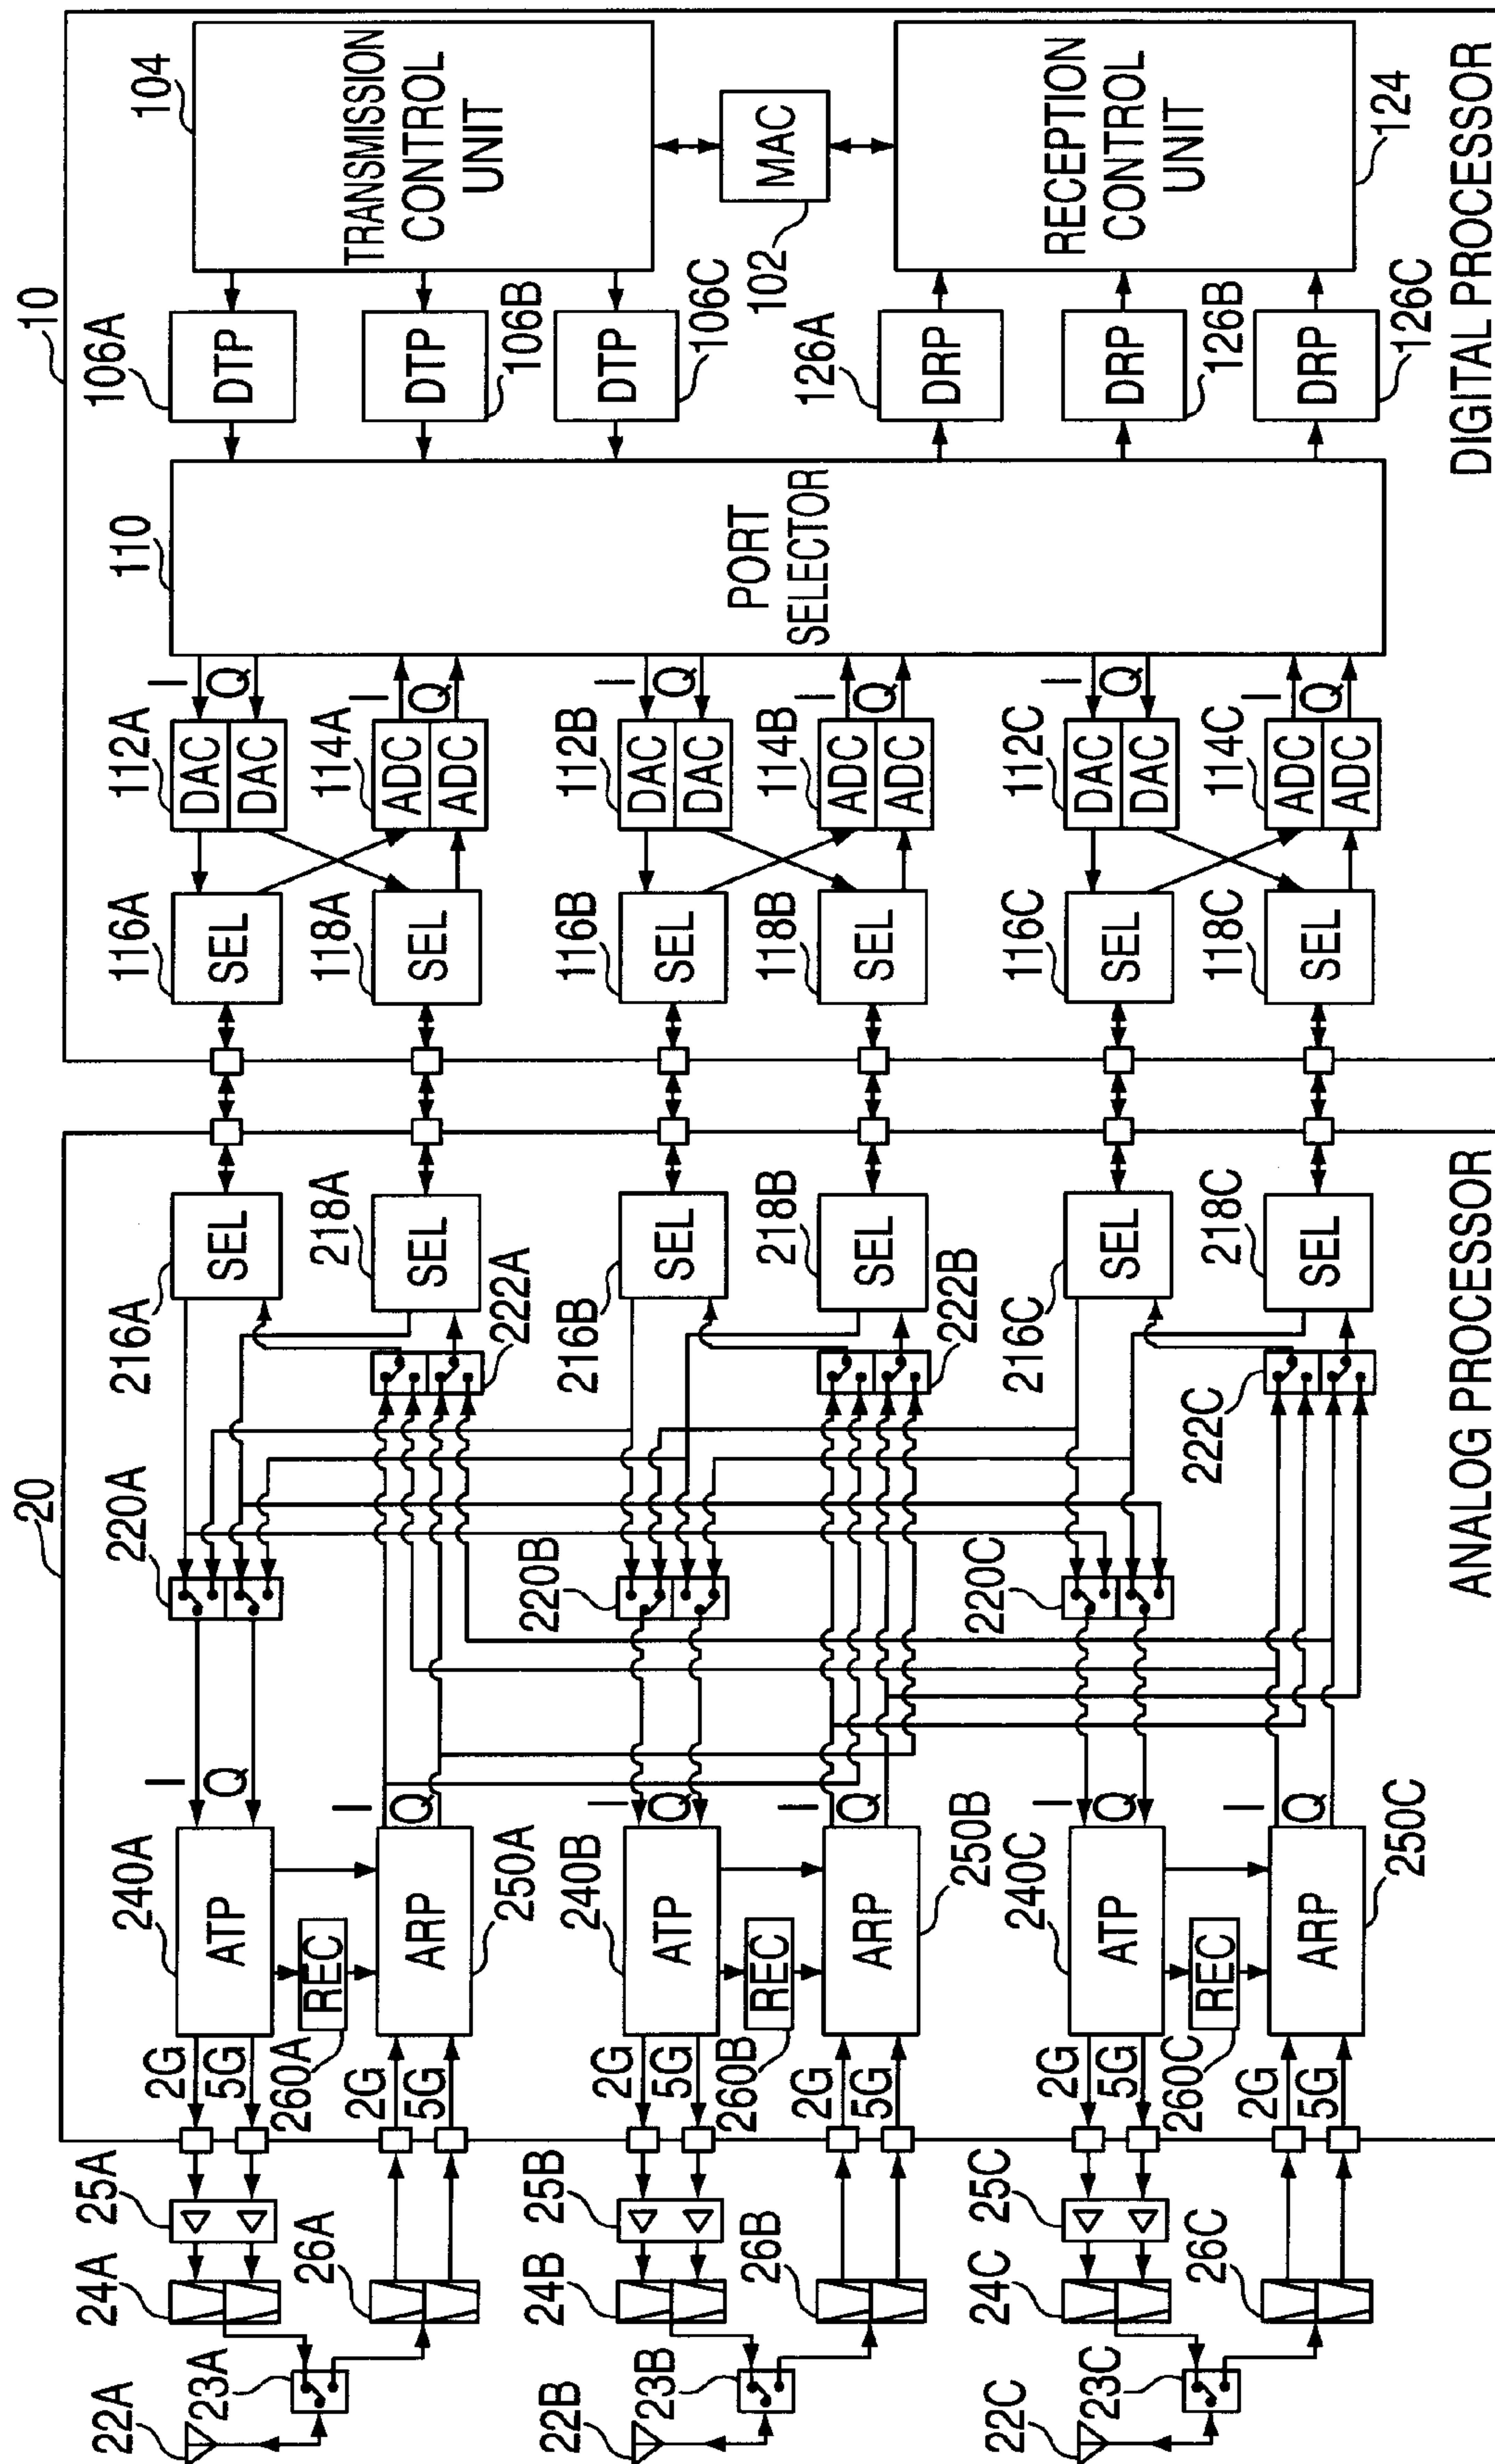 10
104
TRANSMISSION
CONTROL
UNIT
106A
DTP
DTP
106B
DTP
106C
MAC
102
126A
DRP
DRP
126B
DRP
126C
RECEPTION
CONTROL
UNIT
124
DIGITAL PROCESSOR
110
PORT
SELECTOR
I
Q
I
Q
I
Q
I
Q
I
Q
I
Q
112A
DAC
DAC
114A
ADC
ADC
112B
DAC
DAC
114B
ADC
ADC
112C
DAC
DAC
114C
ADC
ADC
116A
SEL
118A
SEL
116B
SEL
118B
SEL
116C
SEL
118C
SEL
20
216A
SEL
218A
SEL
222A
216B
SEL
218B
SEL
222B
216C
SEL
218C
SEL
222C
220A
220B
220C
ANALOG PROCESSOR
I
Q
I
Q
I
Q
I
Q
I
Q
I
Q
240A
ATP
REC
260A
ARP
250A
240B
ATP
REC
260B
ARP
250B
240C
ATP
REC
260C
ARP
250C
2G
5G
2G
5G
2G
5G
2G
5G
2G
5G
2G
5G
25A
24A
26A
25B
24B
26B
25C
24C
26C
22A
23A
22B
23B
22C
23C